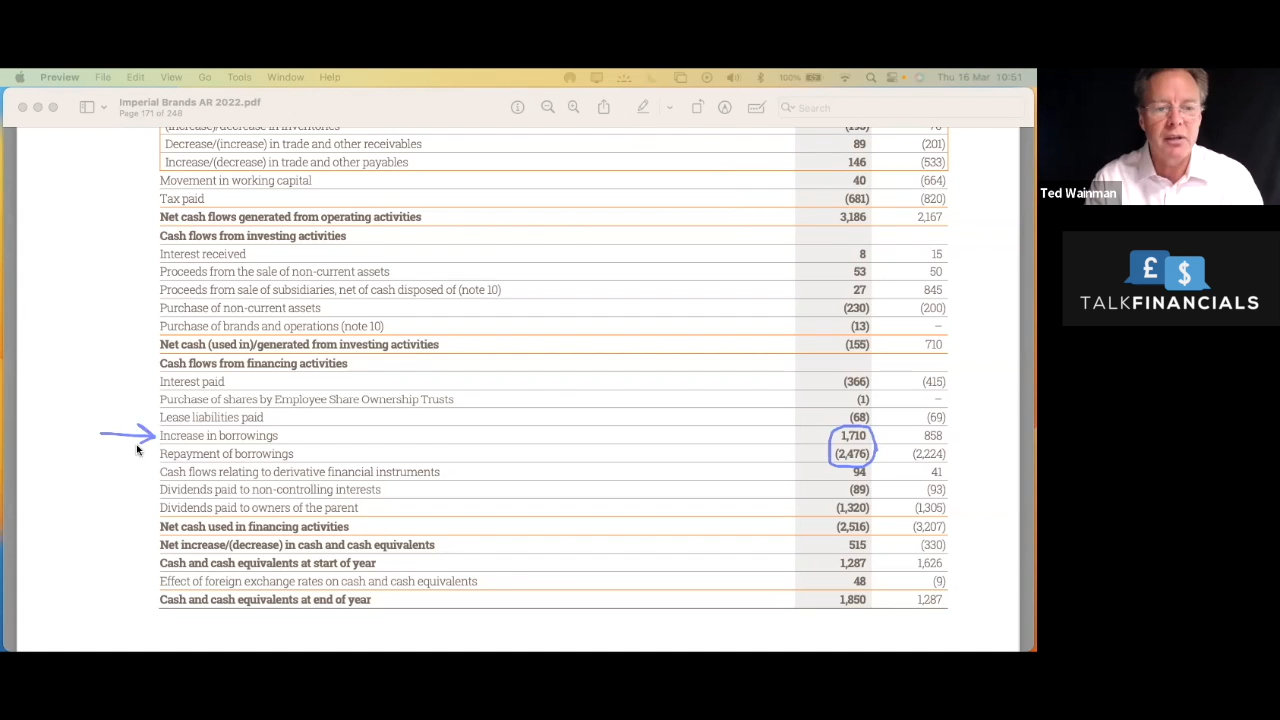 Preview File Edit View Go Tools Window Help 100% Thu 16 Mar 10:51
Imperial Brands AR 2022.pdf
Page 171 of 248
Search
(increase)/decrease in inventories (195) 70
Decrease/(increase) in trade and other receivables 89 (201)
Increase/(decrease) in trade and other payables 146 (533)
Movement in working capital 40 (664)
Tax paid (681) (820)
Net cash flows generated from operating activities 3,186 2,167
Cash flows from investing activities
Interest received 8 15
Proceeds from the sale of non-current assets 53 50
Proceeds from sale of subsidiaries, net of cash disposed of (note 10) 27 845
Purchase of non-current assets (230) (200)
Purchase of brands and operations (note 10) (13) –
Net cash (used in)/generated from investing activities (155) 710
Cash flows from financing activities
Interest paid (366) (415)
Purchase of shares by Employee Share Ownership Trusts (1) –
Lease liabilities paid (68) (69)
Increase in borrowings 1,710 858
Repayment of borrowings (2,476) (2,224)
Cash flows relating to derivative financial instruments 94 41
Dividends paid to non-controlling interests (89) (93)
Dividends paid to owners of the parent (1,320) (1,305)
Net cash used in financing activities (2,516) (3,207)
Net increase/(decrease) in cash and cash equivalents 515 (330)
Cash and cash equivalents at start of year 1,287 1,626
Effect of foreign exchange rates on cash and cash equivalents 48 (9)
Cash and cash equivalents at end of year 1,850 1,287
Ted Wainman
£ $
TALKFINANCIALS